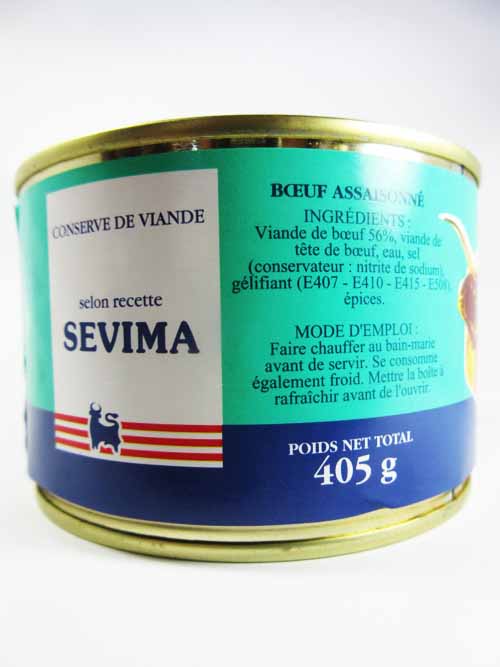 CONSERVE DE VIANDE
selon recette
SEVIMA
BŒUF ASSAISONNÉ
INGRÉDIENTS :
Viande de bœuf 56%, viande de
tête de bœuf, eau, sel
(conservateur : nitrite de sodium),
gélifiant (E407 - E410 - E415 - E508),
épices.
MODE D'EMPLOI :
Faire chauffer au bain-marie
avant de servir. Se consomme
également froid. Mettre la boîte à
rafraîchir avant de l'ouvrir.
POIDS NET TOTAL
405 g